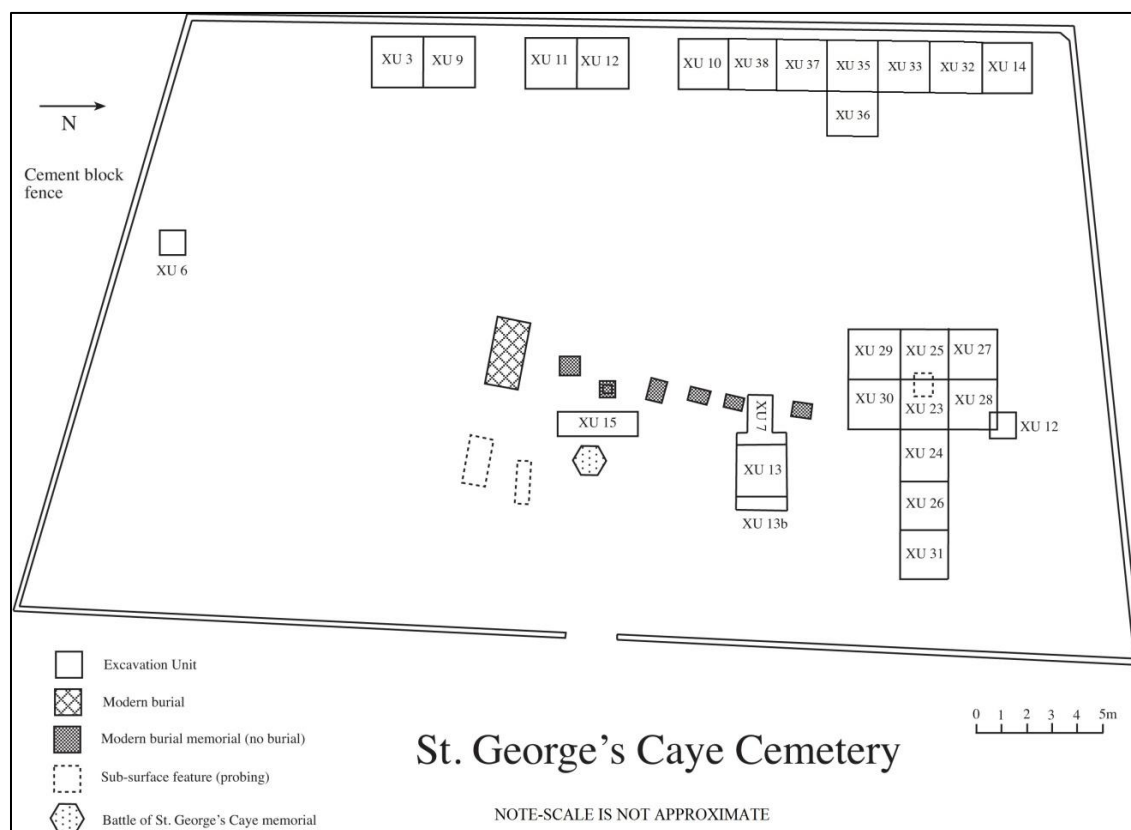 XU 3
XU 9
XU 11
XU 12
XU 10
XU 38
XU 37
XU 35
XU 33
XU 32
XU 14
XU 36
N
Cement block
fence
XU 6
XU 29
XU 25
XU 27
XU 30
XU 23
XU 28
XU 12
XU 7
XU 15
XU 24
XU 13
XU 26
XU 13b
XU 31
Excavation Unit
Modern burial
Modern burial memorial (no burial)
Sub-surface feature (probing)
Battle of St. George's Caye memorial
0 1 2 3 4 5m
St. George's Caye Cemetery
NOTE-SCALE IS NOT APPROXIMATE